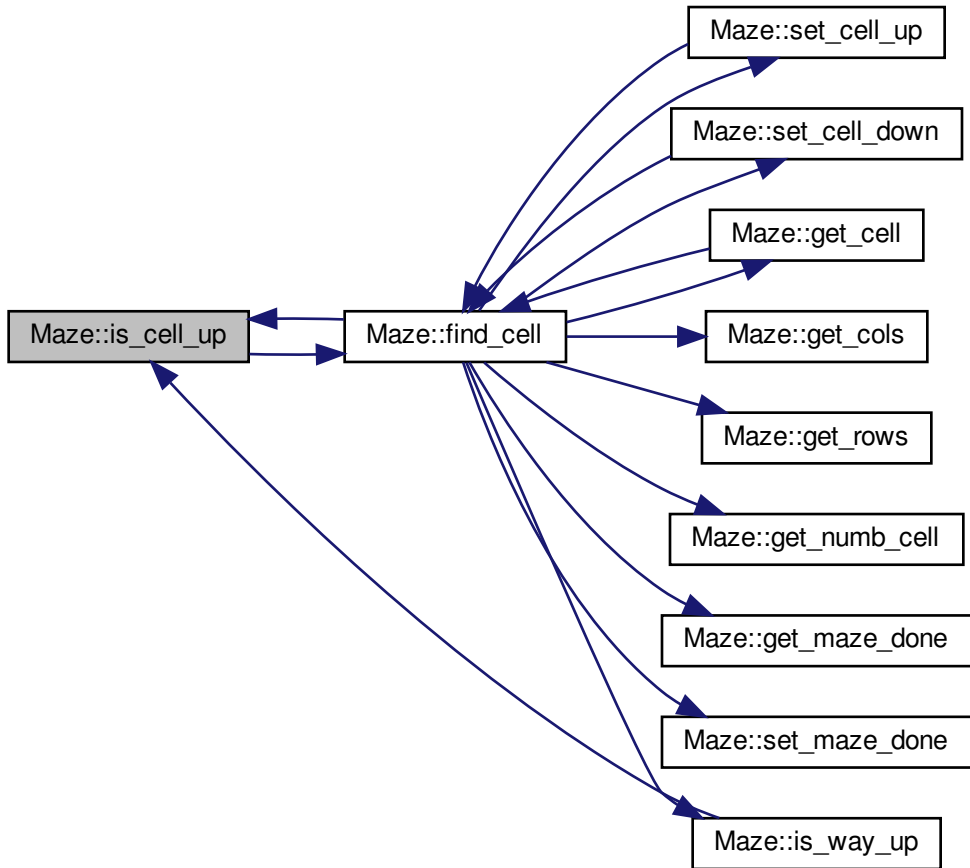 Maze::set_cell_up
Maze::set_cell_down
Maze::get_cell
Maze::is_cell_up
Maze::find_cell
Maze::get_cols
Maze::get_rows
Maze::get_numb_cell
Maze::get_maze_done
Maze::set_maze_done
Maze::is_way_up